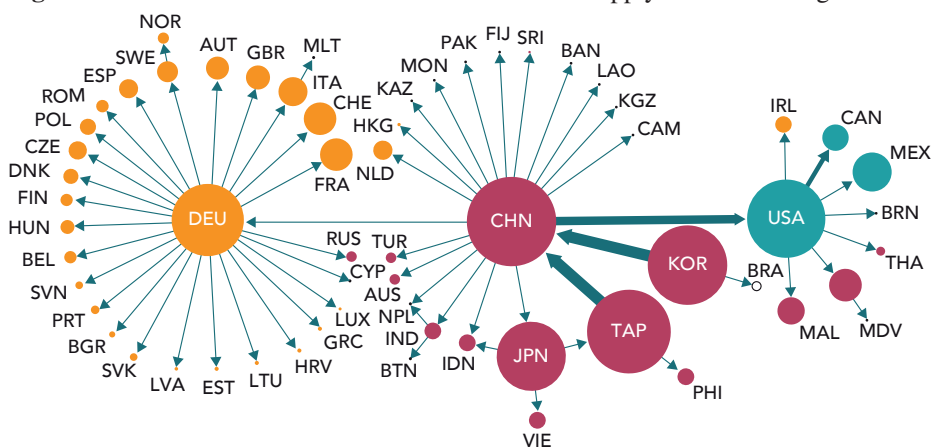 NOR
SWE
AUT
GBR
MLT
ESP
ITA
ROM
CHE
POL
CZE
DNK
FRA
FIN
HUN
DEU
BEL
SVN
PRT
BGR
SVK
LVA
EST
LTU
HRV
GRC
LUX
CYP
RUS
PAK
FIJ
SRI
BAN
MON
LAO
KAZ
KGZ
HKG
CAM
NLD
CHN
TUR
AUS
NPL
IND
BTN
IDN
JPN
VIE
TAP
PHI
KOR
BRA
IRL
CAN
MEX
USA
BRN
THA
MAL
MDV